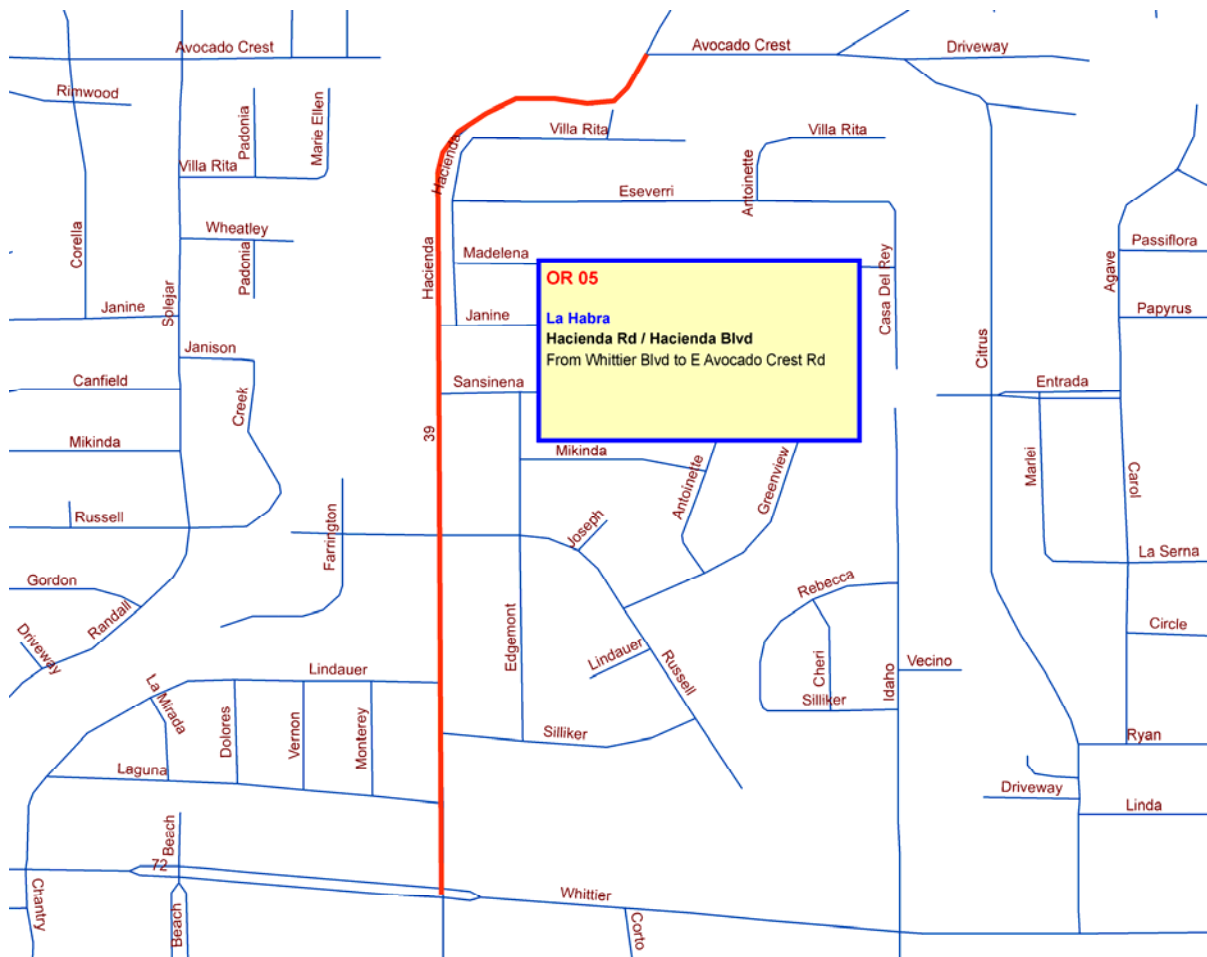 Avocado Crest
Avocado Crest
Driveway
Rimwood
Padonia
Marie Ellen
Villa Rita
Villa Rita
Villa Rita
Hacienda
Antoinette
Eseverri
Corella
Wheatley
Padonia
Hacienda
Madelena
Casa Del Rey
Agave
Passiflora
Janine
Solejar
Janine
Papyrus
OR 05
La Habra
Hacienda Rd / Hacienda Blvd
From Whittier Blvd to E Avocado Crest Rd
Janison
Citrus
Canfield
Creek
Sansinena
Entrada
Mikinda
39
Mikinda
Antoinette
Greenview
Marlei
Carol
Russell
Farrington
Joseph
La Serna
Gordon
Randall
Rebecca
Circle
Driveway
Edgemont
Lindauer
Russell
Cheri
Idaho
Vecino
Lindauer
La Mirada
Dolores
Vernon
Monterey
Silliker
Silliker
Ryan
Laguna
Driveway
Linda
Beach
72
Chantry
Beach
Whittier
Corto